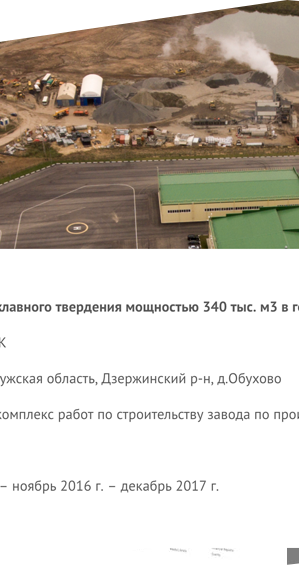 клавного твердения мощностью 340 тыс. м3 в г
К
ужская область, Дзержинский р-н, д.Обухово
комплекс работ по строительству завода по про
– ноябрь 2016 г. – декабрь 2017 г.